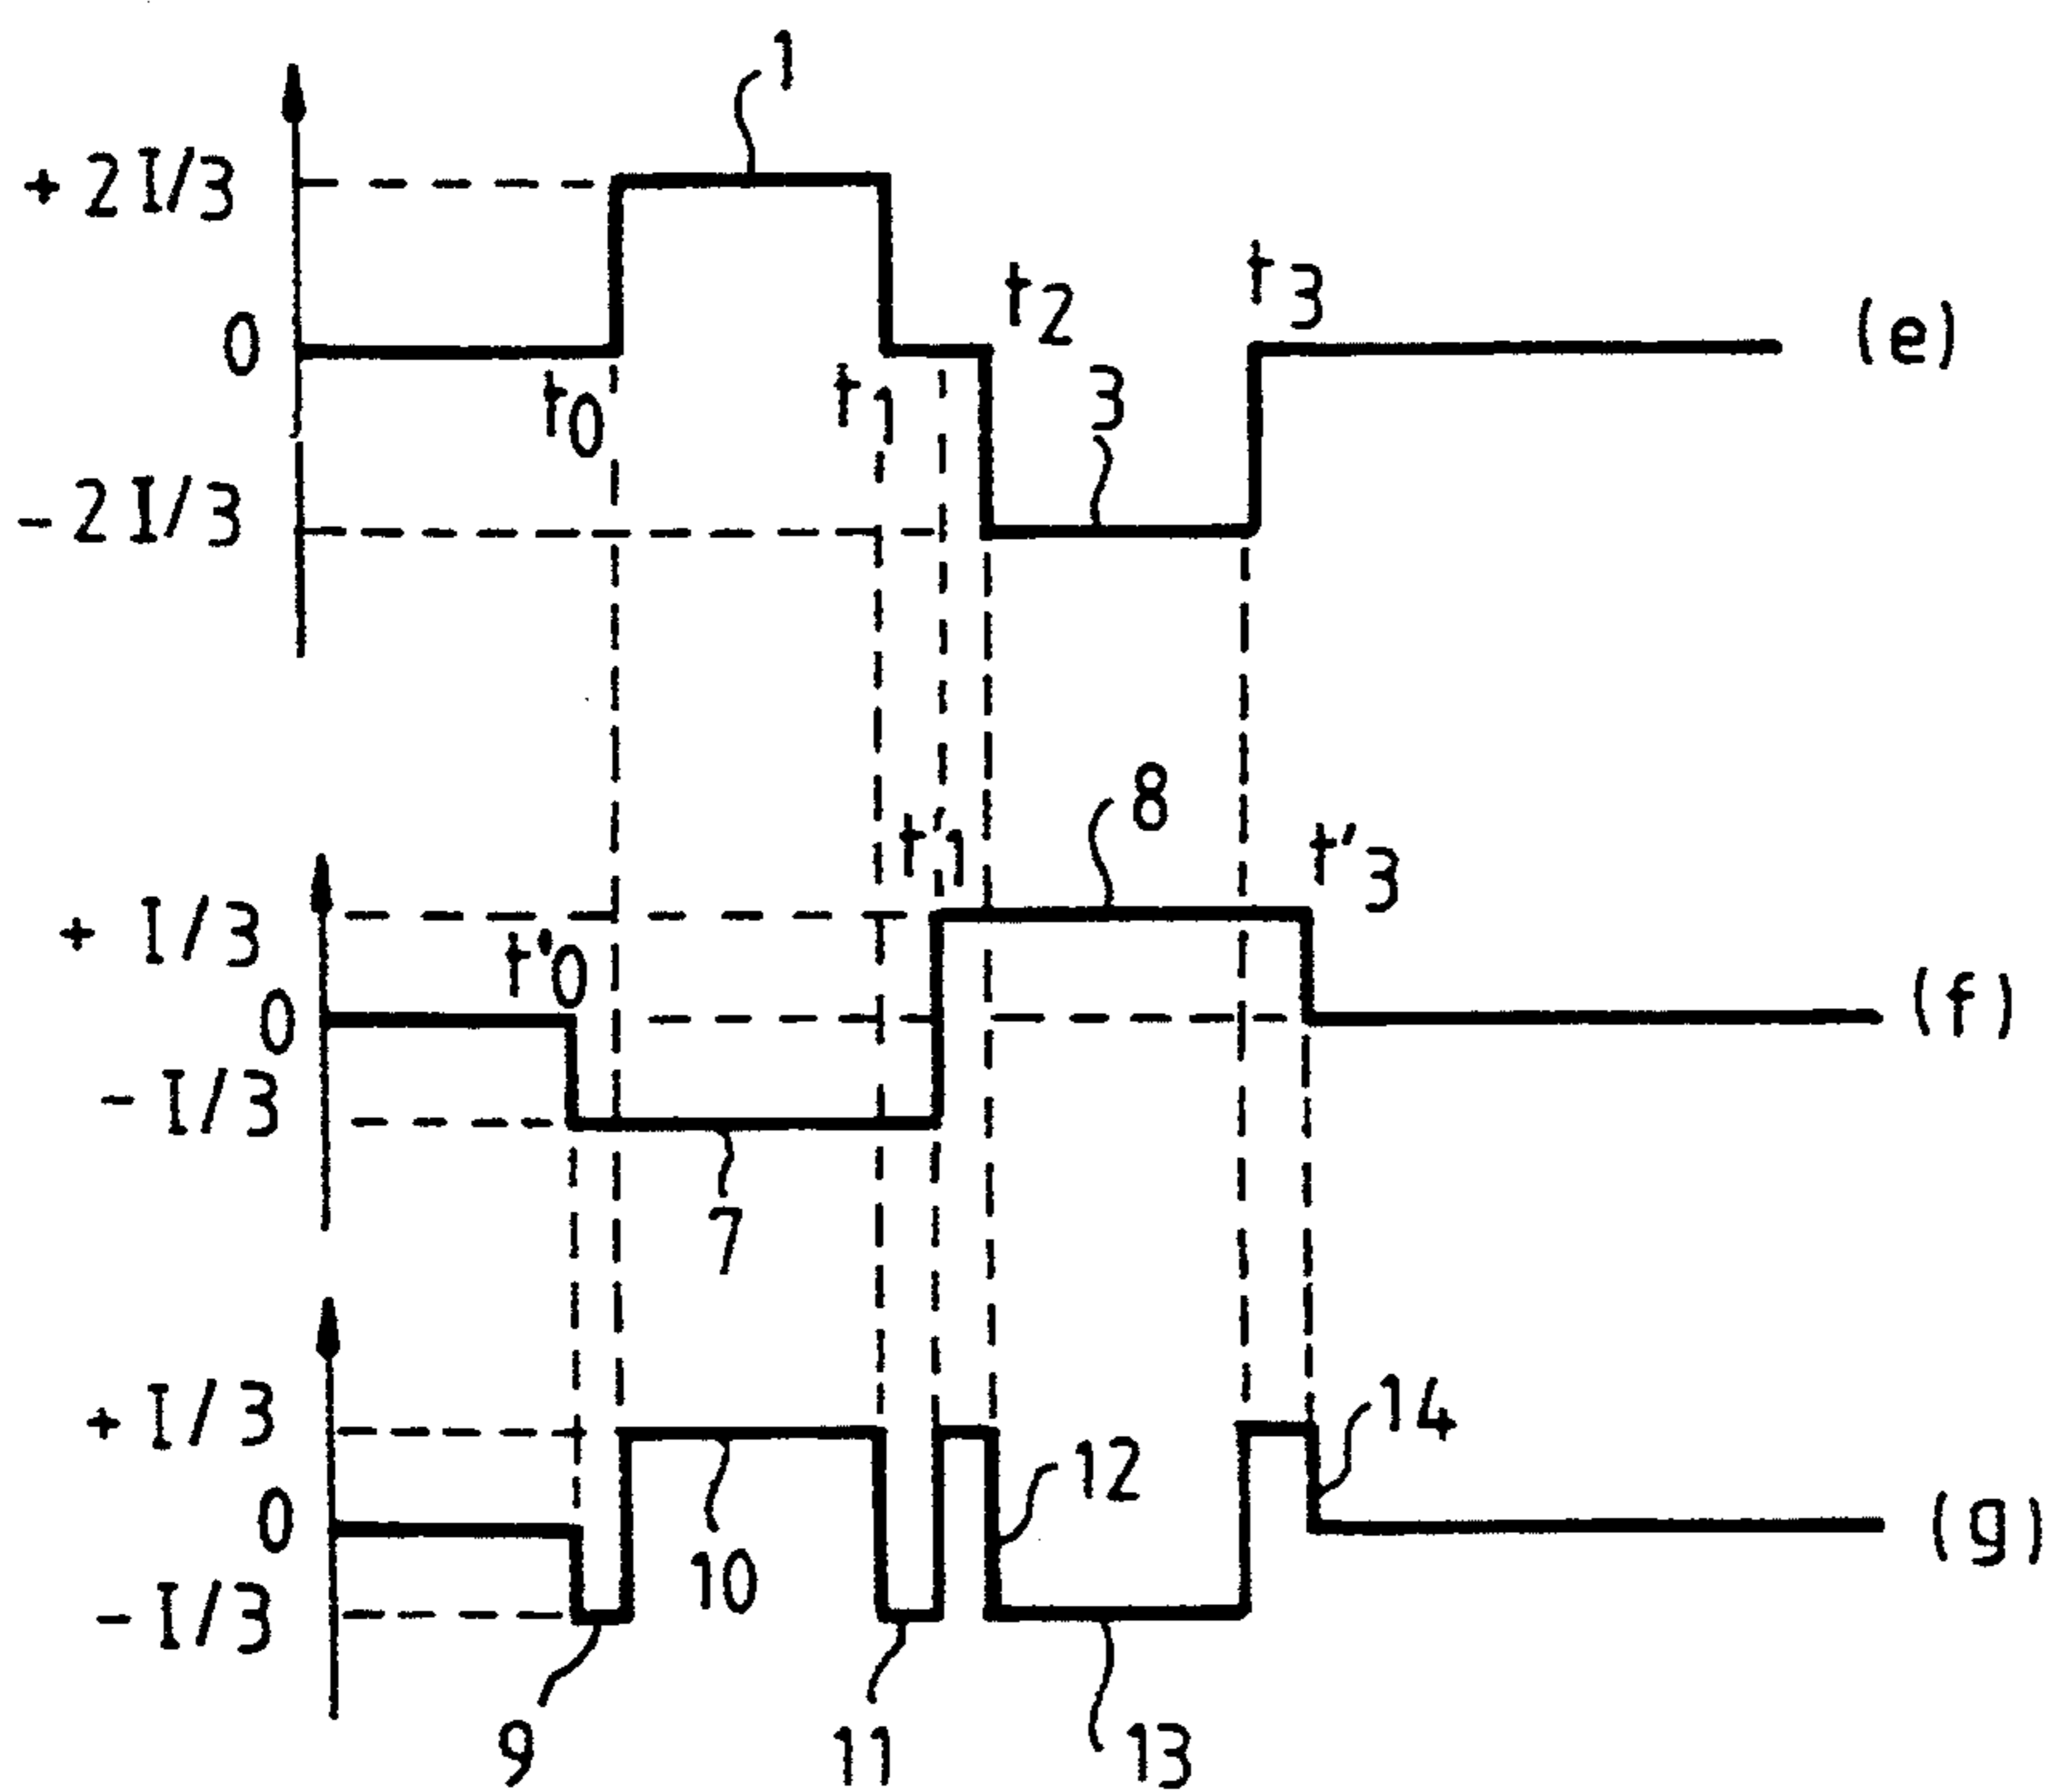 1
+ 2I/3
t2
t3
0
(e)
t0
t1
3
- 2I/3
8
t'1
t'3
+ I/3
t'0
0
(f)
- I/3
7
+ I/3
14
12
0
(g)
10
- I/3
9
11
13